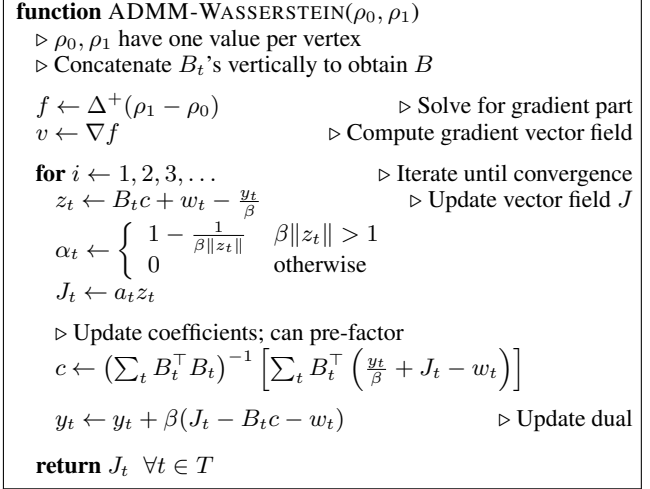 function ADMM-WASSERSTEIN(ρ₀, ρ₁)
▷ ρ₀, ρ₁ have one value per vertex
▷ Concatenate Bₜ's vertically to obtain B
f ← Δ⁺(ρ₁ − ρ₀) ▷ Solve for gradient part
v ← ∇f ▷ Compute gradient vector field
for i ← 1, 2, 3, . . . ▷ Iterate until convergence
zₜ ← Bₜc + wₜ − yₜ/β ▷ Update vector field J
αₜ ← { 1 − 1/(β‖zₜ‖) β‖zₜ‖ > 1
0 otherwise
Jₜ ← aₜzₜ
▷ Update coefficients; can pre-factor
c ← (∑ₜ Bₜ⊤Bₜ)⁻¹ [∑ₜ Bₜ⊤ (yₜ/β + Jₜ − wₜ)]
yₜ ← yₜ + β(Jₜ − Bₜc − wₜ) ▷ Update dual
return Jₜ ∀t ∈ T